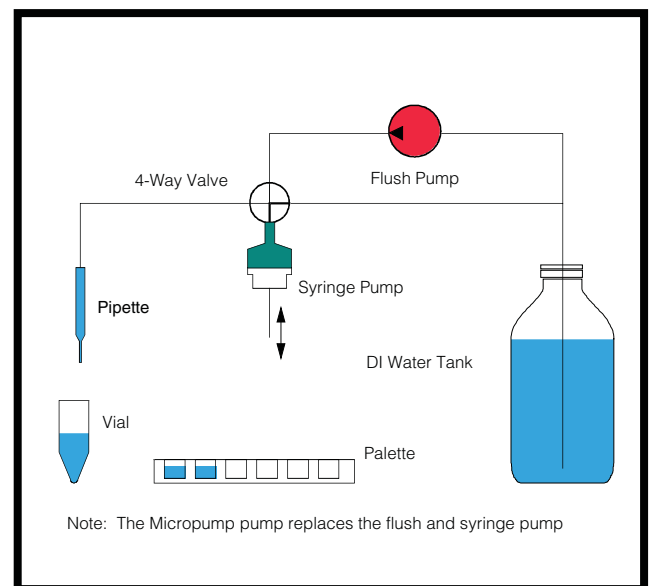 4-Way Valve
Flush Pump
Pipette
Syringe Pump
DI Water Tank
Vial
Palette
Note:  The Micropump pump replaces the flush and syringe pump